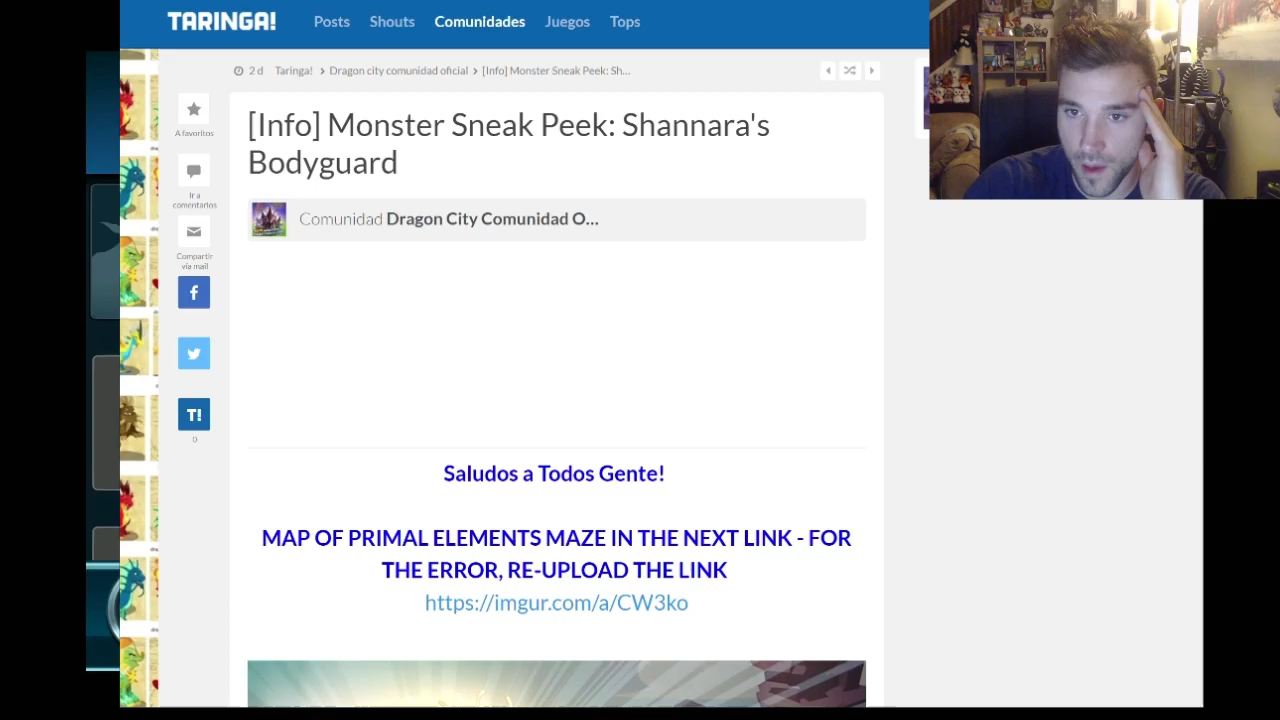 TARINGA!
Posts Shouts Comunidades Juegos Tops
2 d Taringa! Dragon city comunidad oficial [Info] Monster Sneak Peek: Sh...
A favoritos
[Info] Monster Sneak Peek: Shannara's
Bodyguard
Ir a
comentarios
Comunidad Dragon City Comunidad O...
Compartir
vía mail
T!
0
Saludos a Todos Gente!
MAP OF PRIMAL ELEMENTS MAZE IN THE NEXT LINK - FOR
THE ERROR, RE-UPLOAD THE LINK
https://imgur.com/a/CW3ko